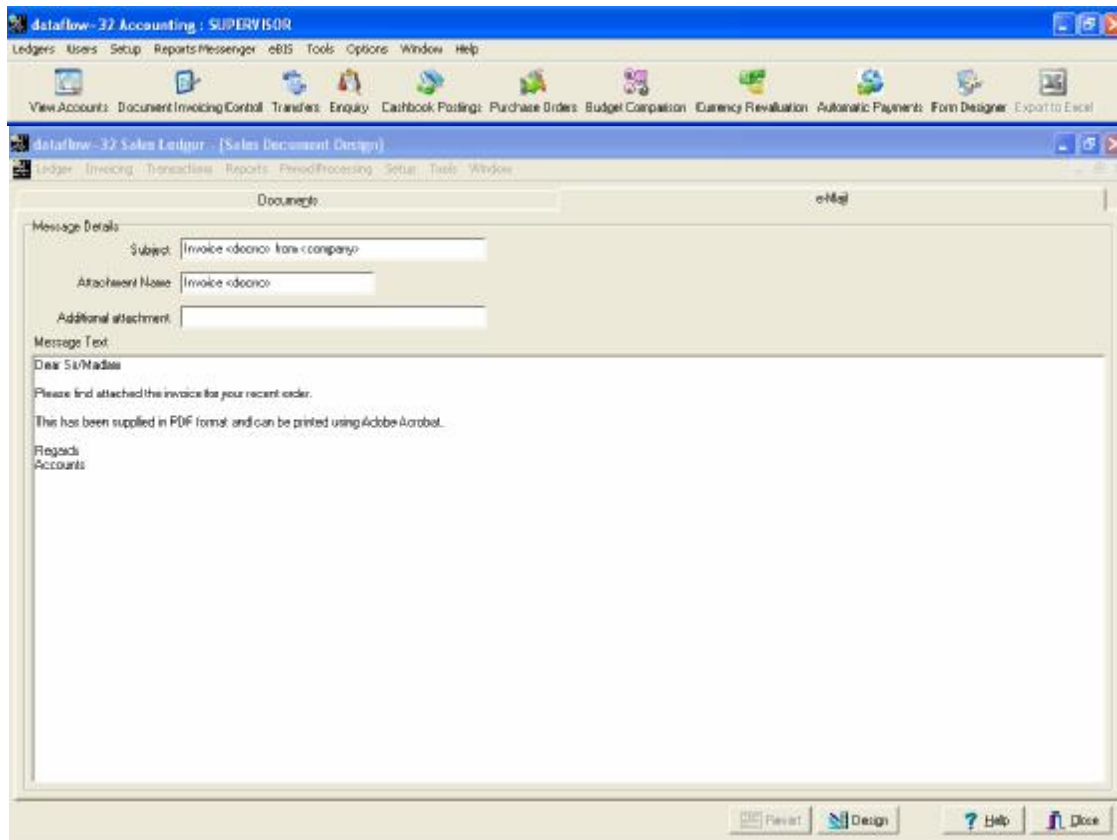 dataflow-32 Accounting : SUPERVISOR
Ledgers Users Setup Reports Messenger eBIS Tools Options Window Help
View Accounts Document Invoicing Control Transfers Enquiry Cashbook Postings Purchase Orders Budget Comparison Currency Revaluation Automatic Payments Form Designer Export to Excel
dataflow-32 Sales Ledger - [Sales Document Design]
Ledger Invoicing Transactions Reports Period Processing Setup Tools Window
Documents e-Mail
Message Details
Subject Invoice <docno> from <company>
Attachment Name Invoice <docno>
Additional attachment
Message Text
Dear Sir/Madam
Please find attached the invoice for your recent order.
This has been supplied in PDF format and can be printed using Adobe Acrobat.
Regards
Accounts
Revert Design ? Help Close